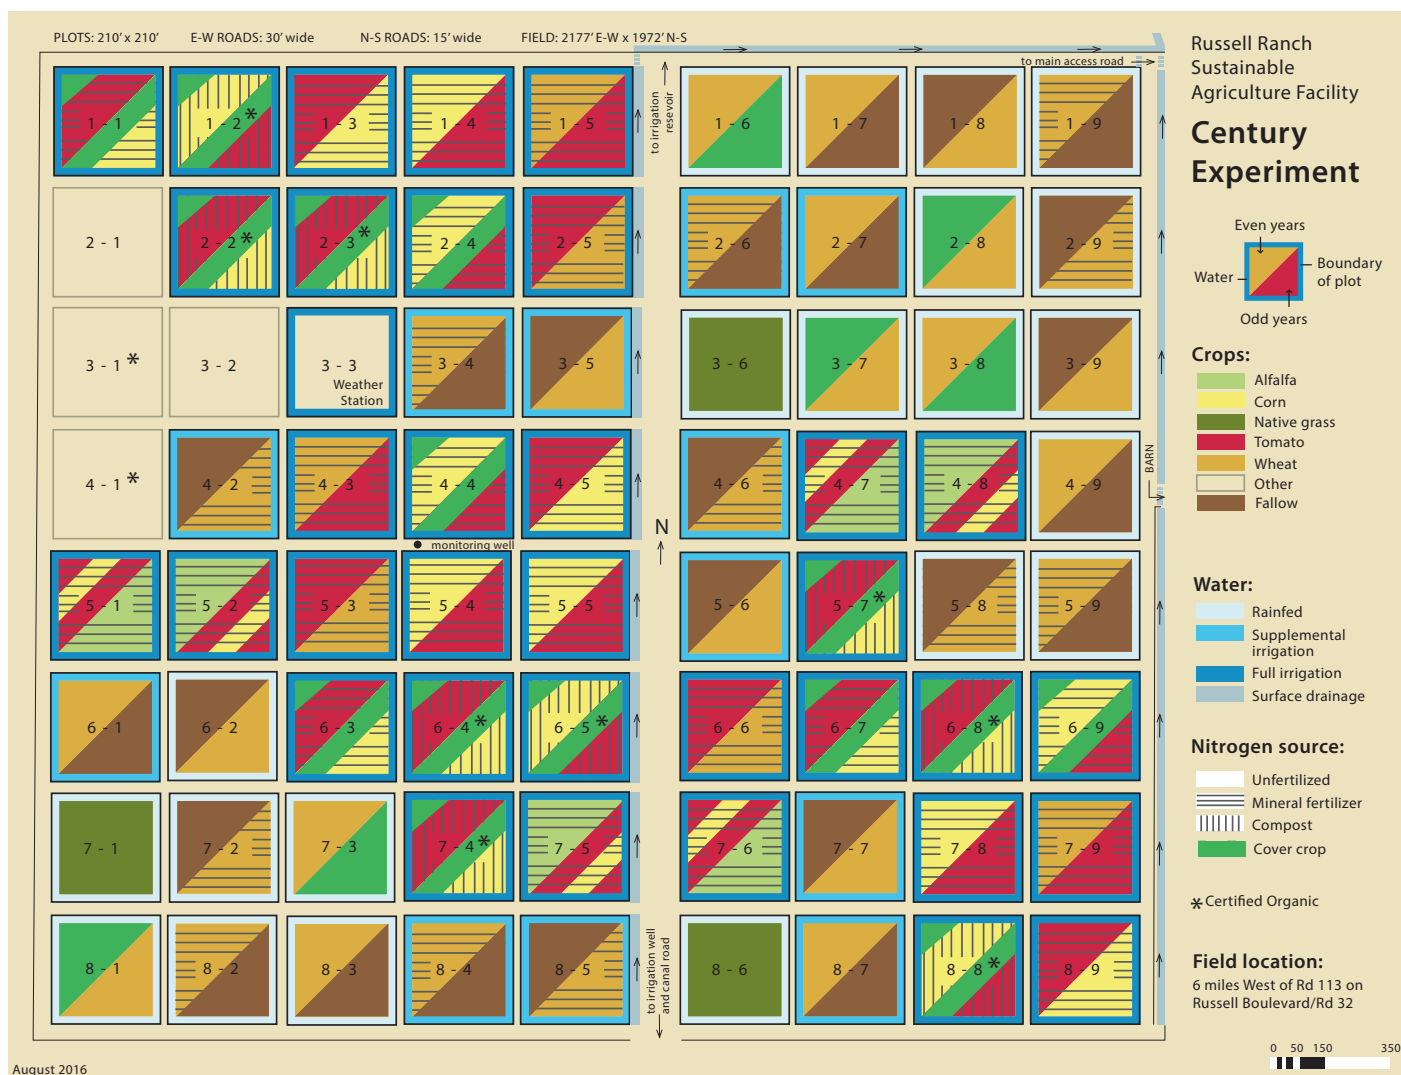 PLOTS: 210’ x 210’ E-W ROADS: 30’ wide N-S ROADS: 15’ wide FIELD: 2177’ E-W x 1972’ N-S
to main access road
to irrigation
resevoir
1 - 1 1 - 2* 1 - 3 1 - 4 1 - 5 1 - 6 1 - 7 1 - 8 1 - 9
2 - 1 2 - 2* 2 - 3* 2 - 4 2 - 5 2 - 6 2 - 7 2 - 8 2 - 9
3 - 1* 3 - 2 3 - 3 3 - 4 3 - 5 3 - 6 3 - 7 3 - 8 3 - 9
Weather
Station
4 - 1* 4 - 2 4 - 3 4 - 4 4 - 5 4 - 6 4 - 7 4 - 8 4 - 9
BARN
N
monitoring well
5 - 1 5 - 2 5 - 3 5 - 4 5 - 5 5 - 6 5 - 7* 5 - 8 5 - 9
6 - 1 6 - 2 6 - 3 6 - 4* 6 - 5* 6 - 6 6 - 7 6 - 8* 6 - 9
7 - 1 7 - 2 7 - 3 7 - 4* 7 - 5 7 - 6 7 - 7 7 - 8 7 - 9
8 - 1 8 - 2 8 - 3 8 - 4 8 - 5 8 - 6 8 - 7 8 - 8* 8 - 9
to irrigation well
and canal road
August 2016
Russell Ranch
Sustainable
Agriculture Facility
Century
Experiment
Even years
Water
Boundary
of plot
Odd years
Crops:
Alfalfa
Corn
Native grass
Tomato
Wheat
Other
Fallow
Water:
Rainfed
Supplemental
irrigation
Full irrigation
Surface drainage
Nitrogen source:
Unfertilized
Mineral fertilizer
Compost
Cover crop
* Certified Organic
Field location:
6 miles West of Rd 113 on
Russell Boulevard/Rd 32
0 50 150 350